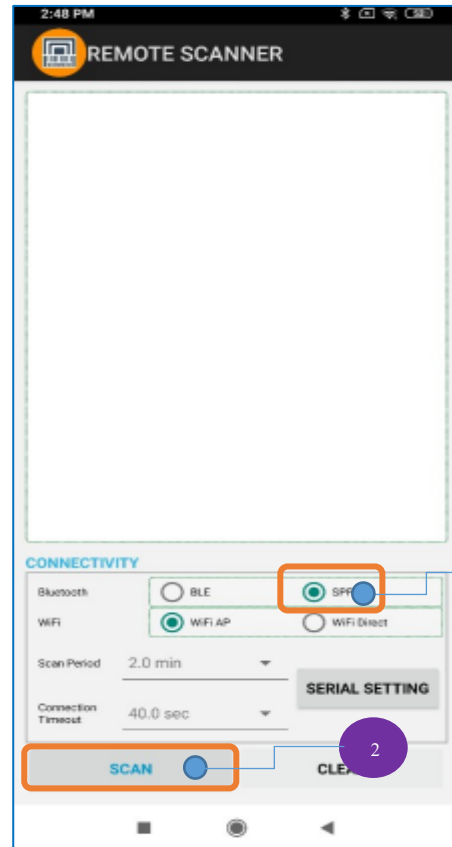 2:48 PM
REMOTE SCANNER
CONNECTIVITY
Bluetooth BLE SPP
WiFi WiFi AP WiFi Direct
Scan Period 2.0 min
SERIAL SETTING
Connection Timeout 40.0 sec
2
SCAN